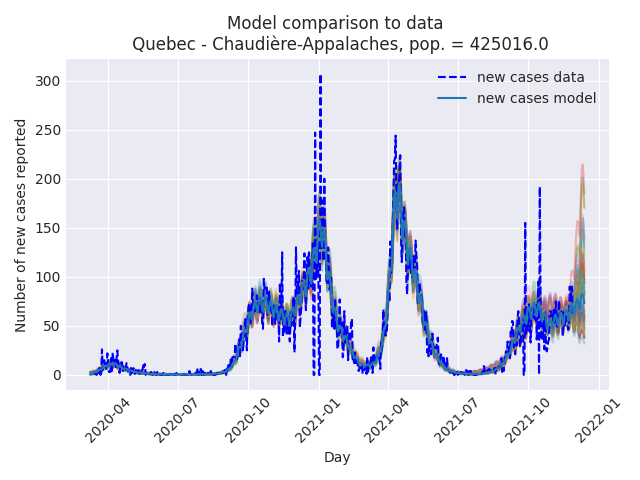 Model comparison to data
Quebec - Chaudière-Appalaches, pop. = 425016.0
new cases data
new cases model
Number of new cases reported
300
250
200
150
100
50
0
2020-04
2020-07
2020-10
2021-01
2021-04
2021-07
2021-10
2022-01
Day